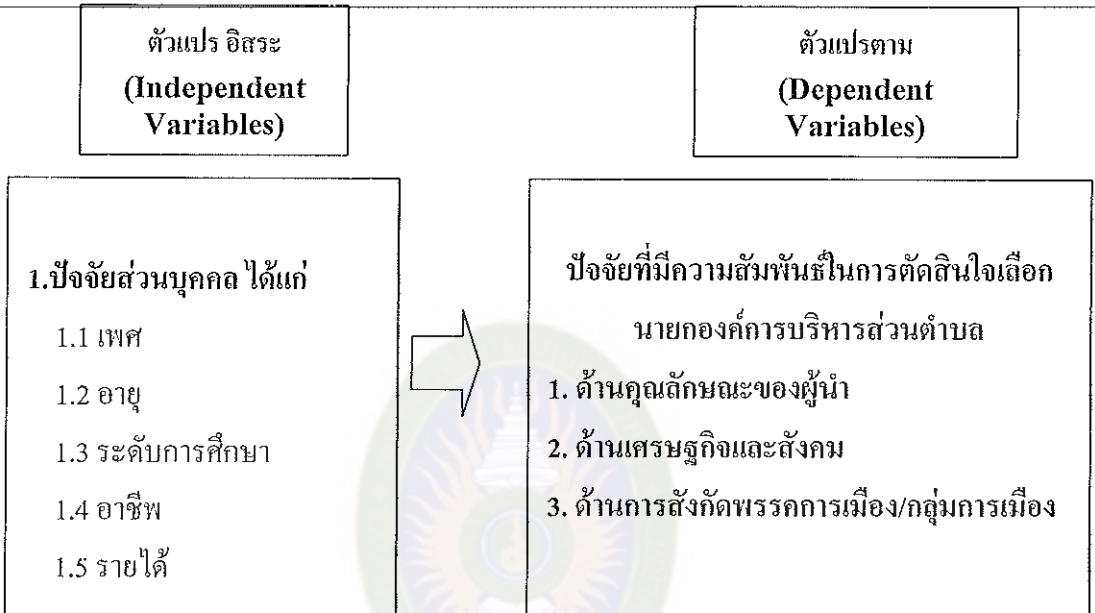 ตัวแปร อิสระ
(Independent
Variables)
ตัวแปรตาม
(Dependent
Variables)
1.ปัจจัยส่วนบุคคล ได้แก่
1.1 เพศ
1.2 อายุ
1.3 ระดับการศึกษา
1.4 อาชีพ
1.5 รายได้
ปัจจัยที่มีความสัมพันธ์ในการตัดสินใจเลือก
นายกองค์การบริหารส่วนตำบล
1. ด้านคุณลักษณะของผู้นำ
2. ด้านเศรษฐกิจและสังคม
3. ด้านการสังกัดพรรคการเมือง/กลุ่มการเมือง